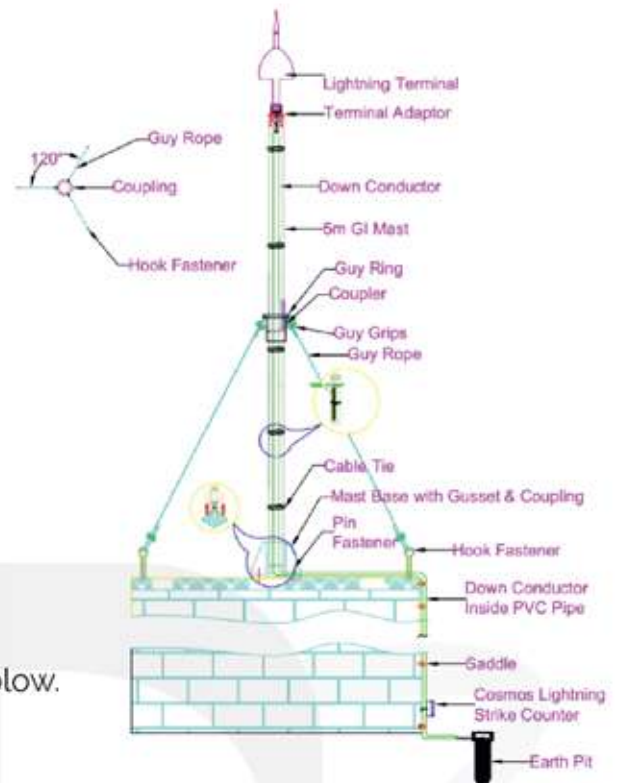 Lightning Terminal
Terminal Adaptor
Guy Rope
120°
Coupling
Down Conductor
5m GI Mast
Hook Fastener
Guy Ring
Coupler
Guy Grips
Guy Rope
Cable Tie
Mast Base with Gusset & Coupling
Pin
Fastener
Hook Fastener
Down Conductor
Inside PVC Pipe
Saddle
Cosmos Lightning
Strike Counter
Earth Pit